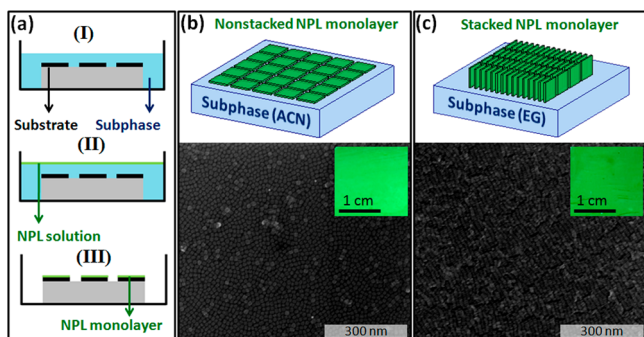 (a)
(I)
Substrate
Subphase
(II)
NPL solution
(III)
NPL monolayer
(b)
Nonstacked NPL monolayer
Subphase (ACN)
1 cm
300 nm
(c)
Stacked NPL monolayer
Subphase (EG)
1 cm
300 nm